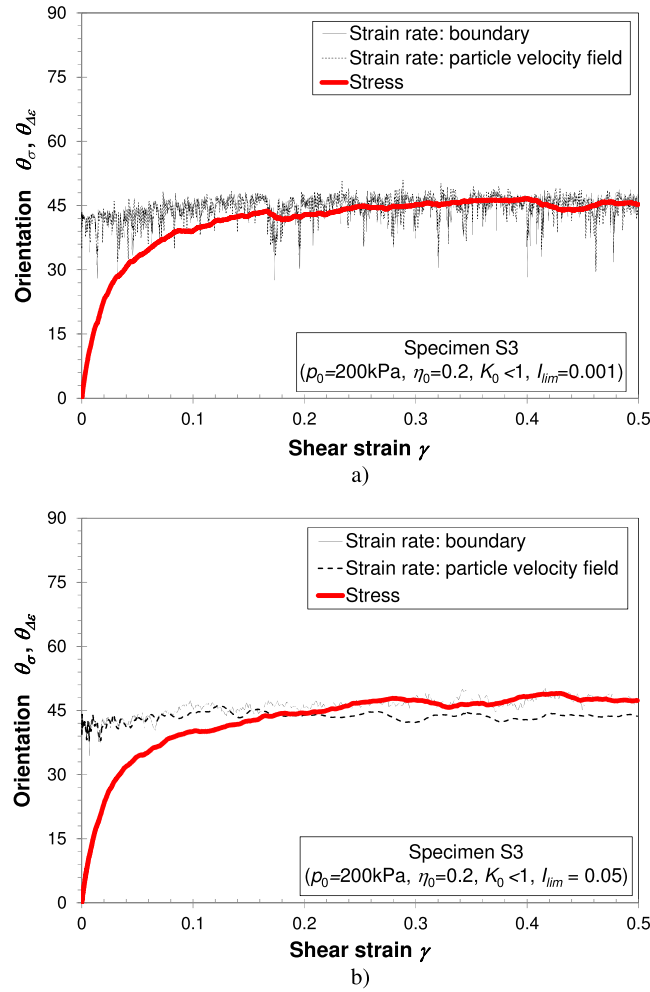 90
75
60
45
30
15
0
Orientation θσ, θΔε
Strain rate: boundary
Strain rate: particle velocity field
Stress
Specimen S3
(p0=200kPa, η0=0.2, K0 <1, Ilim=0.001)
0 0.1 0.2 0.3 0.4 0.5
Shear strain γ
a)
90
75
60
45
30
15
0
Orientation θσ, θΔε
Strain rate: boundary
Strain rate: particle velocity field
Stress
Specimen S3
(p0=200kPa, η0=0.2, K0 <1, Ilim = 0.05)
0 0.1 0.2 0.3 0.4 0.5
Shear strain γ
b)